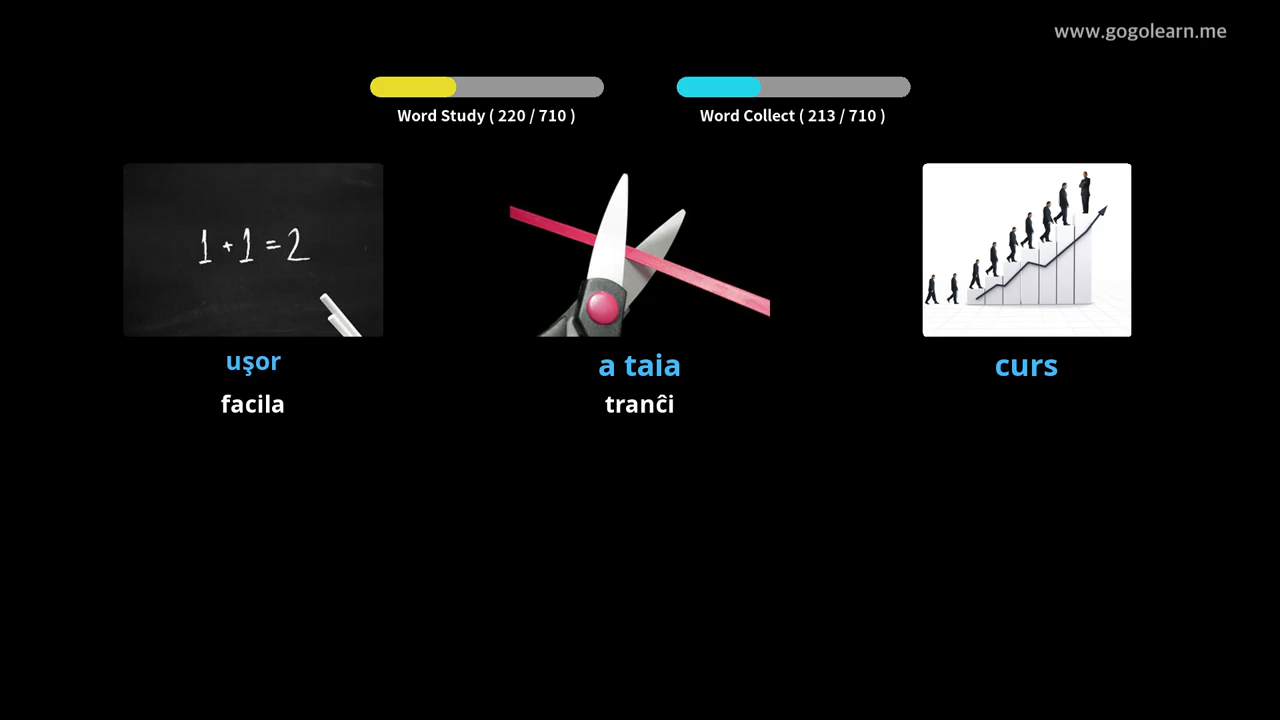 www.gogolearn.me
Word Study ( 220 / 710 )
Word Collect ( 213 / 710 )
1 + 1 = 2
uşor
a taia
curs
facila
tranĉi